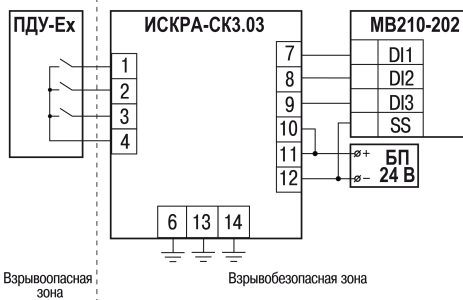 ПДУ-Ex
ИСКРА-СК3.03
МВ210-202
1
2
3
4
7
8
9
10
11
12
DI1
DI2
DI3
SS
+ БП
– 24 В
6 13 14
Взрывоопасная
зона
Взрывобезопасная зона